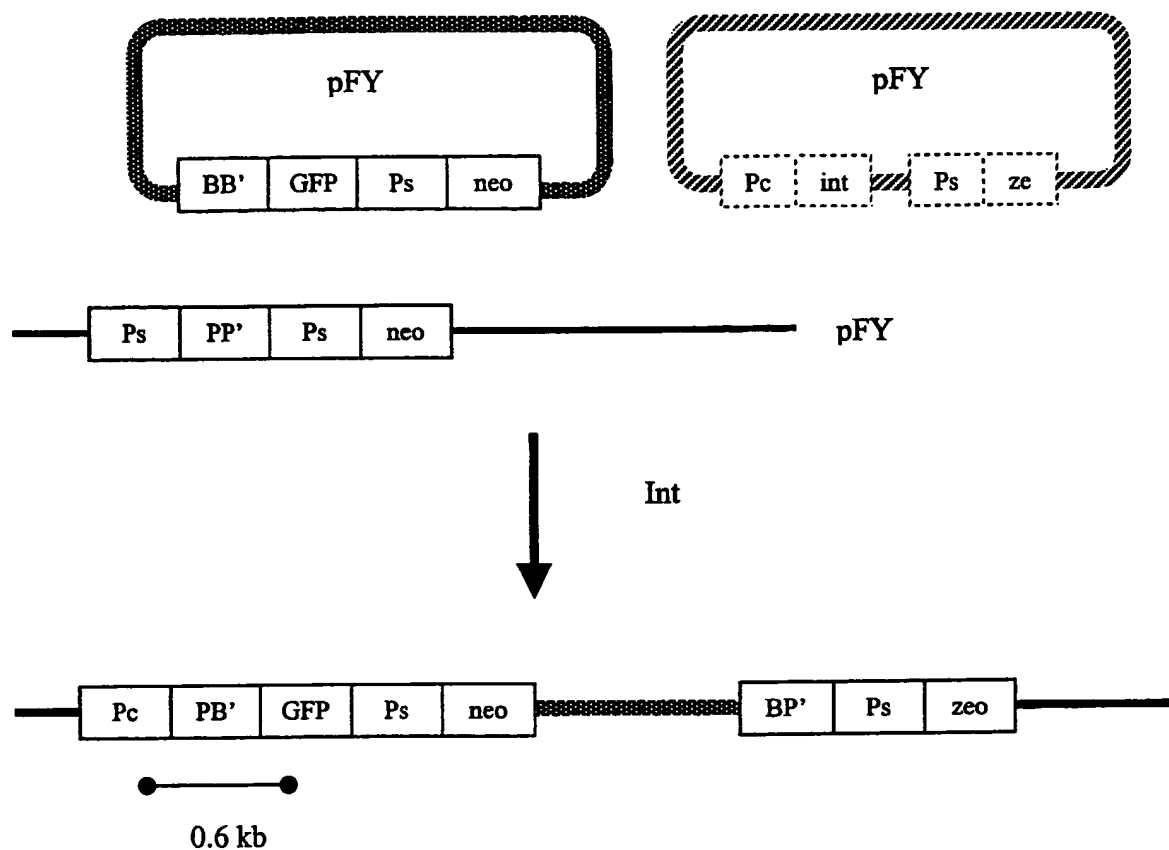 pFY pFY
BB' GFP Ps neo Pc int Ps ze
Ps PP' Ps neo pFY
Int
Pc PB' GFP Ps neo BP' Ps zeo
0.6 kb